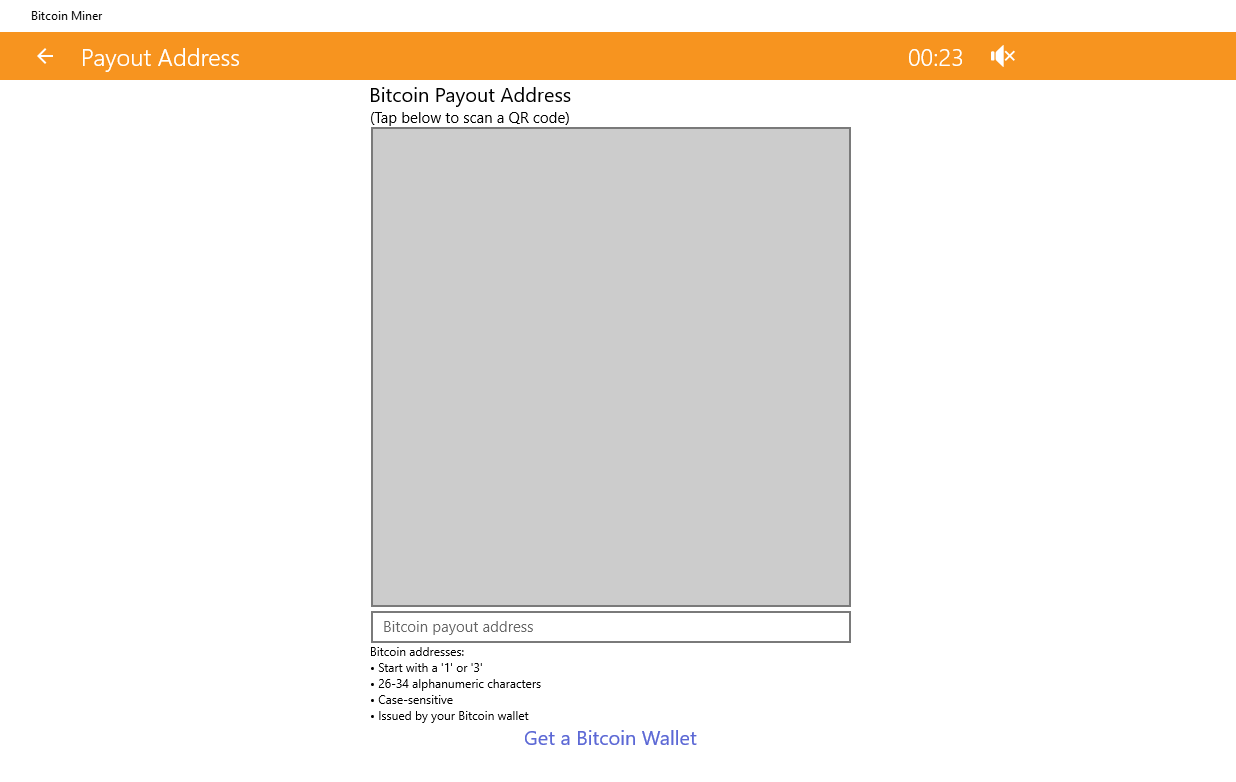 Bitcoin Miner
Payout Address
00:23
Bitcoin Payout Address
(Tap below to scan a QR code)
Bitcoin payout address
Bitcoin addresses:
• Start with a '1' or '3'
• 26-34 alphanumeric characters
• Case-sensitive
• Issued by your Bitcoin wallet
Get a Bitcoin Wallet